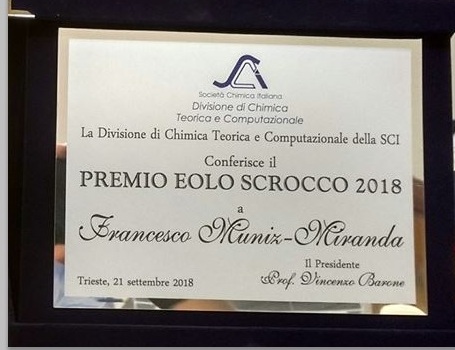 SCI
Società Chimica Italiana
Divisione di Chimica
Teorica e Computazionale
La Divisione di Chimica Teorica e Computazionale della SCI
Conferisce il
PREMIO EOLO SCROCCO 2018
a
Francesco Muniz-Miranda
Il Presidente
Trieste, 21 settembre 2018 Prof. Vincenzo Barone